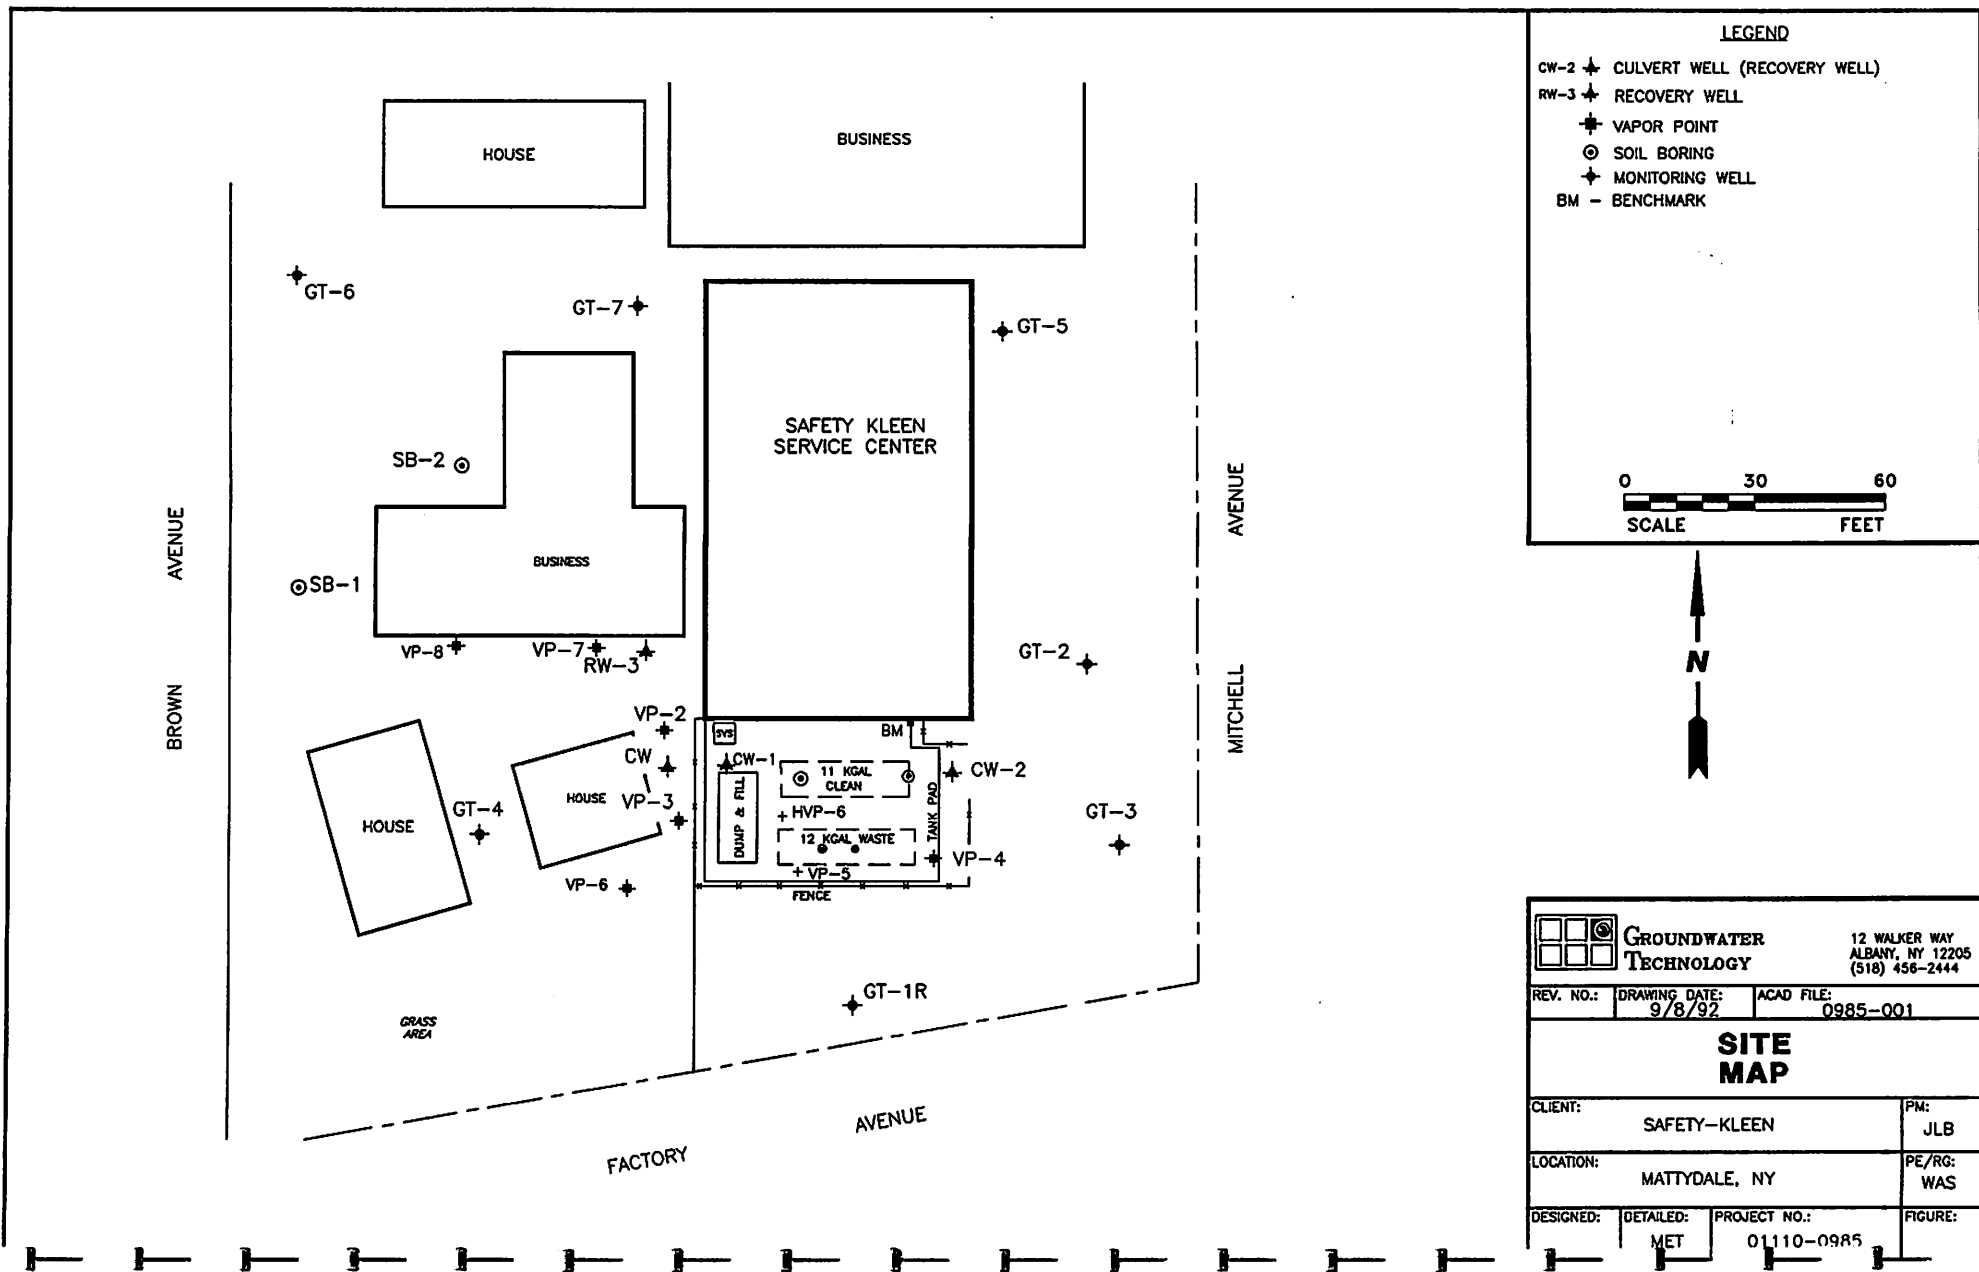 LEGEND
CW-2 CULVERT WELL (RECOVERY WELL)
RW-3 RECOVERY WELL
VAPOR POINT
SOIL BORING
MONITORING WELL
BM - BENCHMARK
0 30 60
SCALE FEET
N
HOUSE
BUSINESS
GT-6
GT-7
GT-5
SAFETY KLEEN
SERVICE CENTER
SB-2
BUSINESS
SB-1
BROWN AVENUE
MITCHELL AVENUE
VP-8
VP-7
RW-3
GT-2
VP-2
SYS
BM
CW
CW-1
11 KGAL
CLEAN
CW-2
HOUSE
VP-3
DUMP & FILL
HVP-6
TANK PAD
HOUSE
GT-4
GT-3
12 KGAL WASTE
VP-4
VP-5
VP-6
FENCE
GT-1R
GRASS
AREA
FACTORY AVENUE
GROUNDWATER
TECHNOLOGY
12 WALKER WAY
ALBANY, NY 12205
(518) 456-2444
REV. NO.:
DRAWING DATE:
9/8/92
ACAD FILE:
0985-001
SITE
MAP
CLIENT:
SAFETY-KLEEN
PM:
JLB
LOCATION:
MATTYDALE, NY
PE/RG:
WAS
DESIGNED:
DETAILED:
MET
PROJECT NO.:
01110-0985
FIGURE: